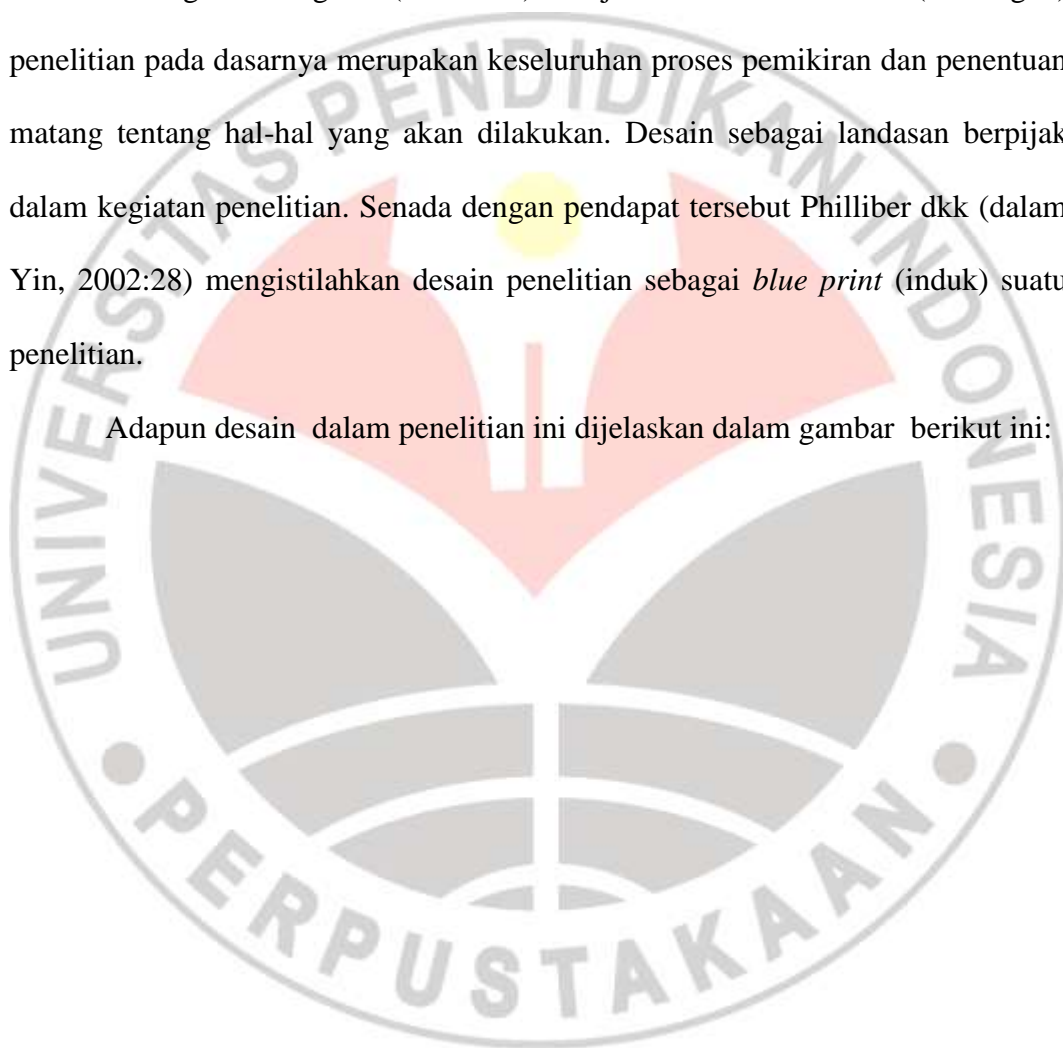 penelitian pada dasarnya merupakan keseluruhan proses pemikiran dan penentuan
matang tentang hal-hal yang akan dilakukan. Desain sebagai landasan berpijak
dalam kegiatan penelitian. Senada dengan pendapat tersebut Philliber dkk (dalam
Yin, 2002:28) mengistilahkan desain penelitian sebagai blue print (induk) suatu
penelitian.
Adapun desain dalam penelitian ini dijelaskan dalam gambar berikut ini:
UNIVERSITAS PENDIDIKAN INDONESIA
PERPUSTAKAAN